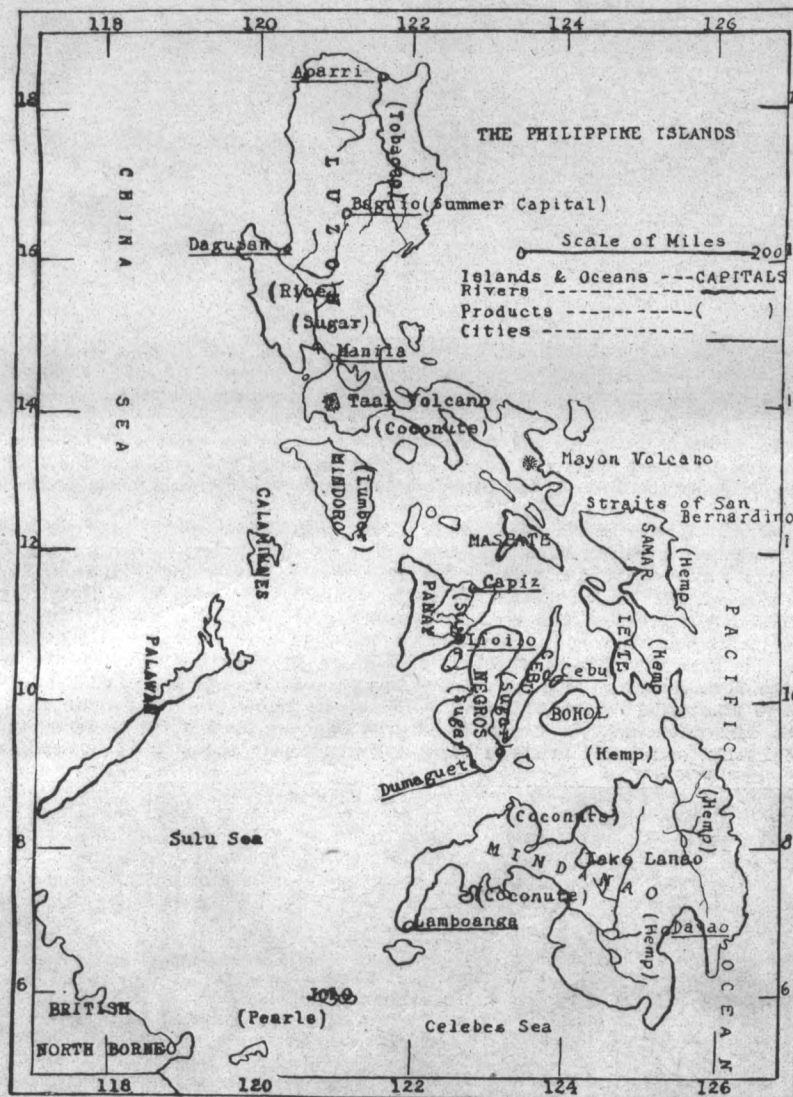 118 120 122 124 126
18
Aparri
(Tobacco)
THE PHILIPPINE ISLANDS
LUZON
CHINA SEA
Baguio(Summer Capital)
Dagupan
16
Scale of Miles
0 200
Islands & Oceans ---CAPITALS
Rivers
Products ( )
Cities
(Rice)
(Sugar)
Manila
14
Taal Volcano
(Coconuts)
Mayon Volcano
MINDORO
(Lumber)
Straits of San
Bernardino
CALAMIANES
12
MASBATE
SAMAR
(Hemp)
Capiz
PANAY
(Sugar)
Iloilo
LEYTE
(Hemp
PACIFIC OCEAN
PALAWAN
CEBU
Cebu
10
NEGROS
(Sugar)
(Sugar)
BOHOL
(Hemp)
Dumaguete
(Hemp)
(Coconuts)
8
Sulu Sea
MINDANAO
Lake Lanao
(Coconute)
Lamboanga
(Hemp)
Davao
6
JOLO
(Pearls)
BRITISH
NORTH BORNEO
Celebes Sea
6
8
118 120 122 124 126